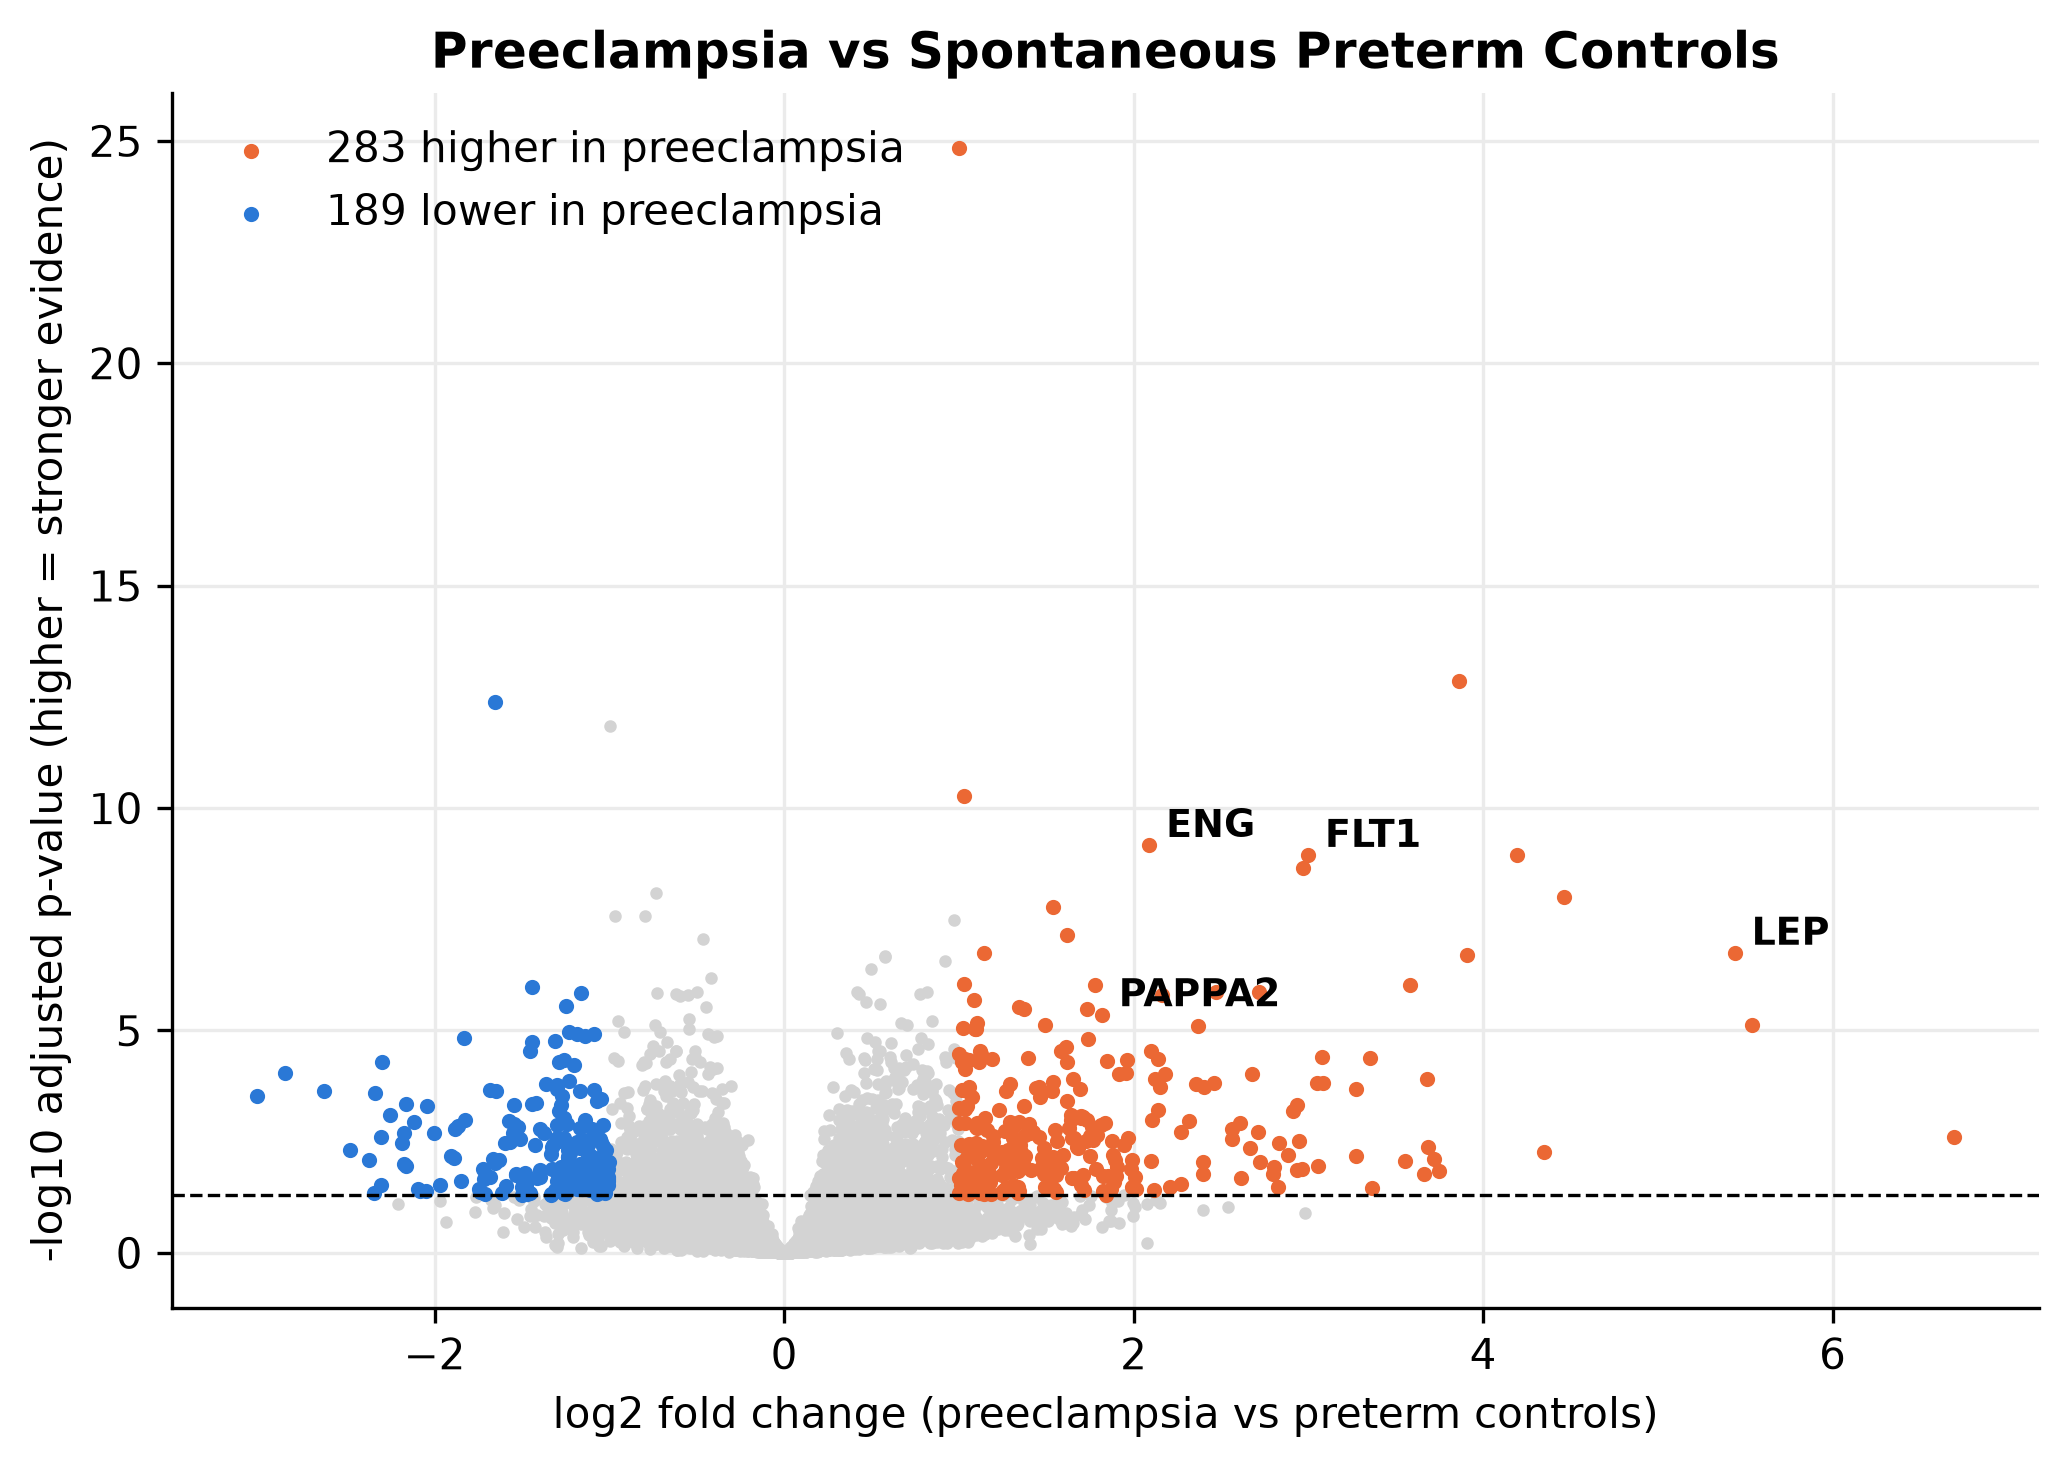 Preeclampsia vs Spontaneous Preterm Controls
283 higher in preeclampsia
189 lower in preeclampsia
-log10 adjusted p-value (higher = stronger evidence)
25
20
15
10
5
0
ENG
FLT1
LEP
PAPPA2
−2
0
2
4
6
log2 fold change (preeclampsia vs preterm controls)